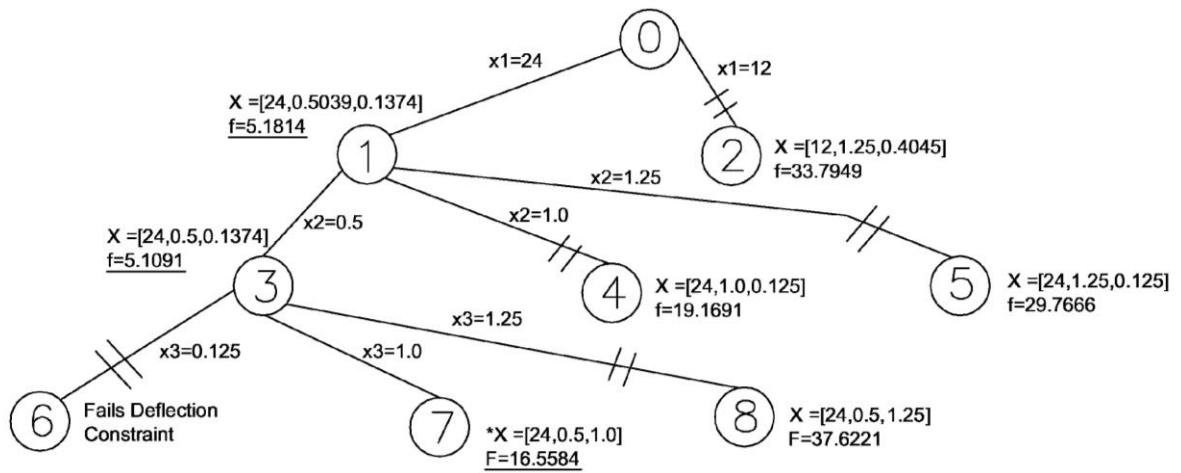 0
x1=24
x1=12
X =[24,0.5039,0.1374]
f=5.1814
1
2
X =[12,1.25,0.4045]
f=33.7949
x2=1.25
x2=0.5
x2=1.0
X =[24,0.5,0.1374]
f=5.1091
3
4
X =[24,1.0,0.125]
f=19.1691
5
X =[24,1.25,0.125]
f=29.7666
x3=1.25
x3=0.125
x3=1.0
6
Fails Deflection
Constraint
7
*X =[24,0.5,1.0]
F=16.5584
8
X =[24,0.5,1.25]
F=37.6221